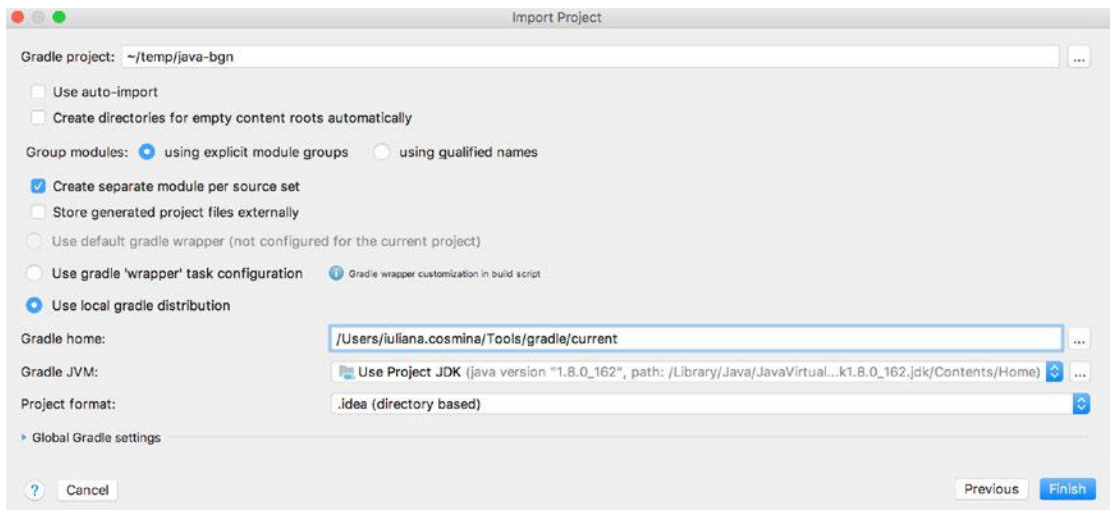 Import Project
Gradle project: ~/temp/java-bgn ...
Use auto-import
Create directories for empty content roots automatically
Group modules: using explicit module groups using qualified names
Create separate module per source set
Store generated project files externally
Use default gradle wrapper (not configured for the current project)
Use gradle 'wrapper' task configuration Gradle wrapper customization in build script
Use local gradle distribution
Gradle home: /Users/iuliana.cosmina/Tools/gradle/current ...
Gradle JVM: Use Project JDK (java version "1.8.0_162", path: /Library/Java/JavaVirtual...k1.8.0_162.jdk/Contents/Home) ...
Project format: .idea (directory based)
Global Gradle settings
? Cancel Previous Finish